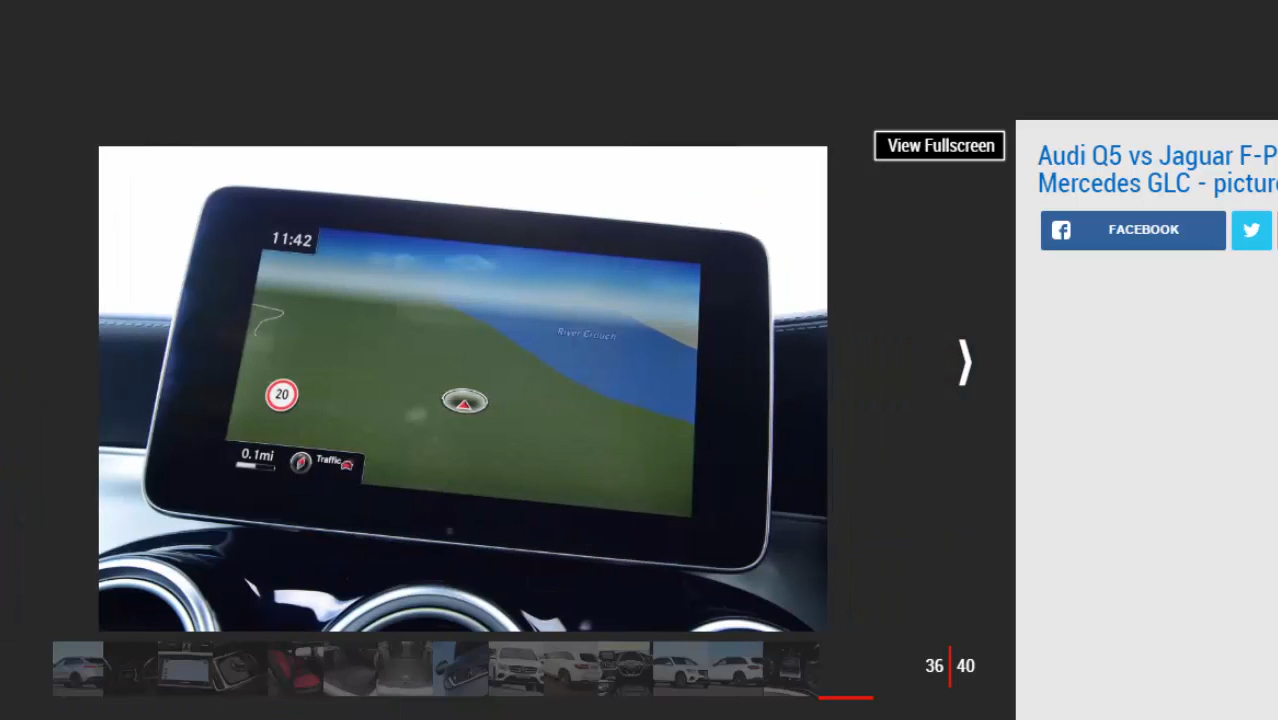 View Fullscreen
Audi Q5 vs Jaguar F-P
Mercedes GLC - picture
FACEBOOK
11:42
River Crouch
20
0.1mi
Traffic
36 40